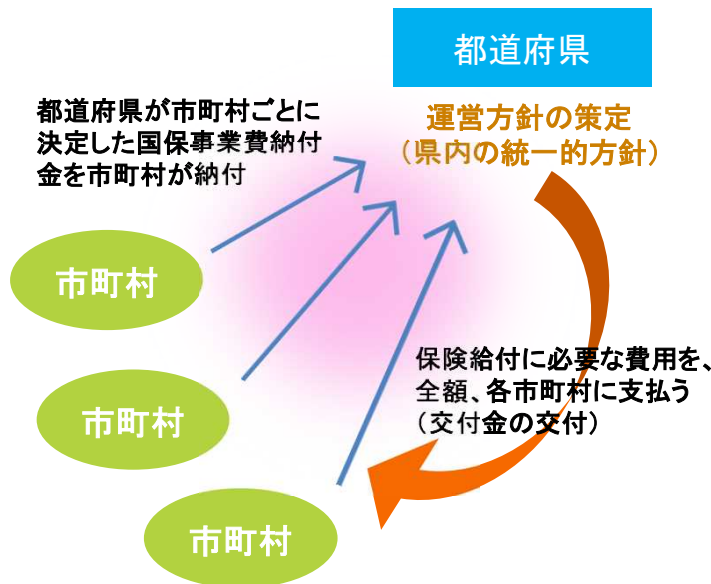 都道府県
運営方針の策定
(県内の統一的方針)
都道府県が市町村ごとに
決定した国保事業費納付
金を市町村が納付
市町村
市町村
市町村
保険給付に必要な費用を、
全額、各市町村に支払う
(交付金の交付)